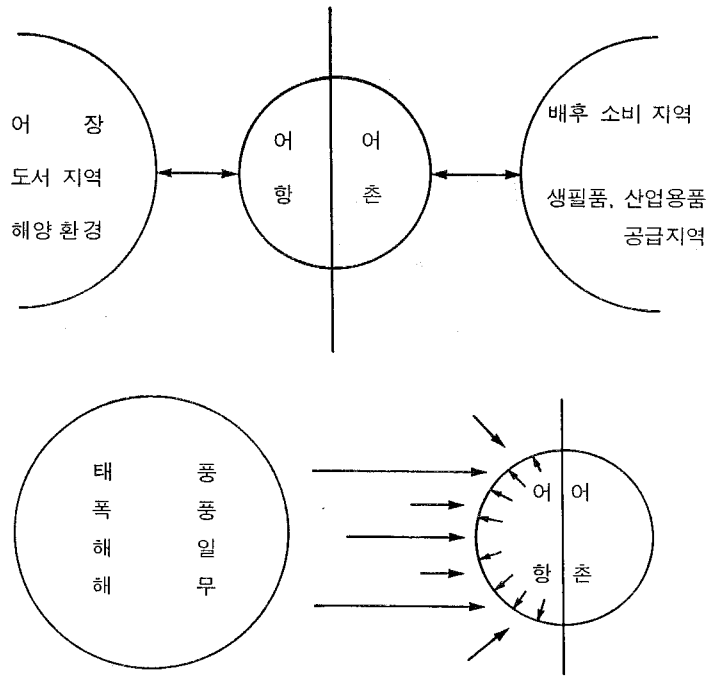 어 장
도서 지역
해양 환경
어 어
항 촌
배후 소비 지역
생필품, 산업용품
공급지역
태 풍
폭 풍
해 일
해 무
어 어
항 촌